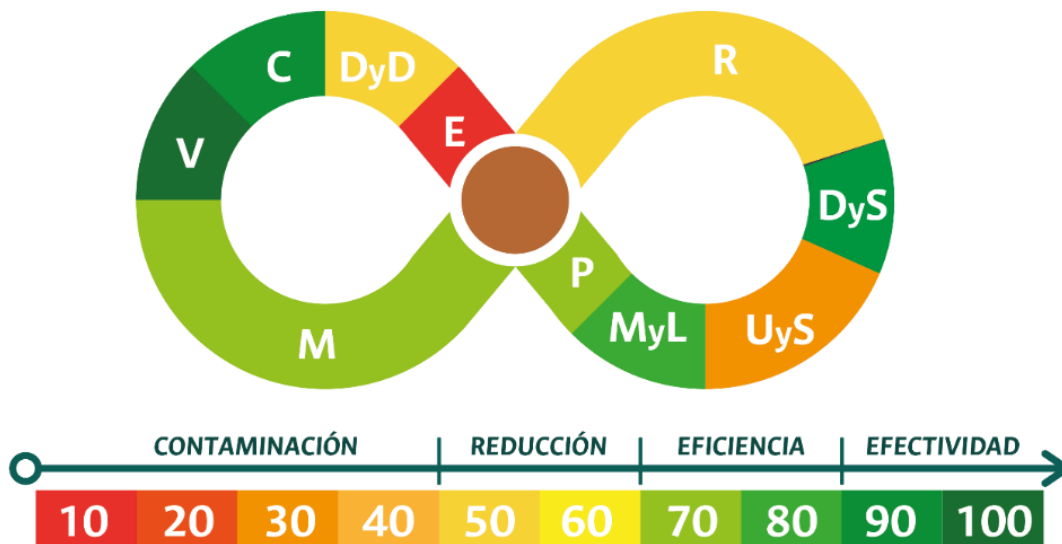 C
DyD
R
V
E
DyS
P
M
MyL
UyS
CONTAMINACIÓN
REDUCCIÓN
EFICIENCIA
EFECTIVIDAD
10 20 30 40 50 60 70 80 90 100